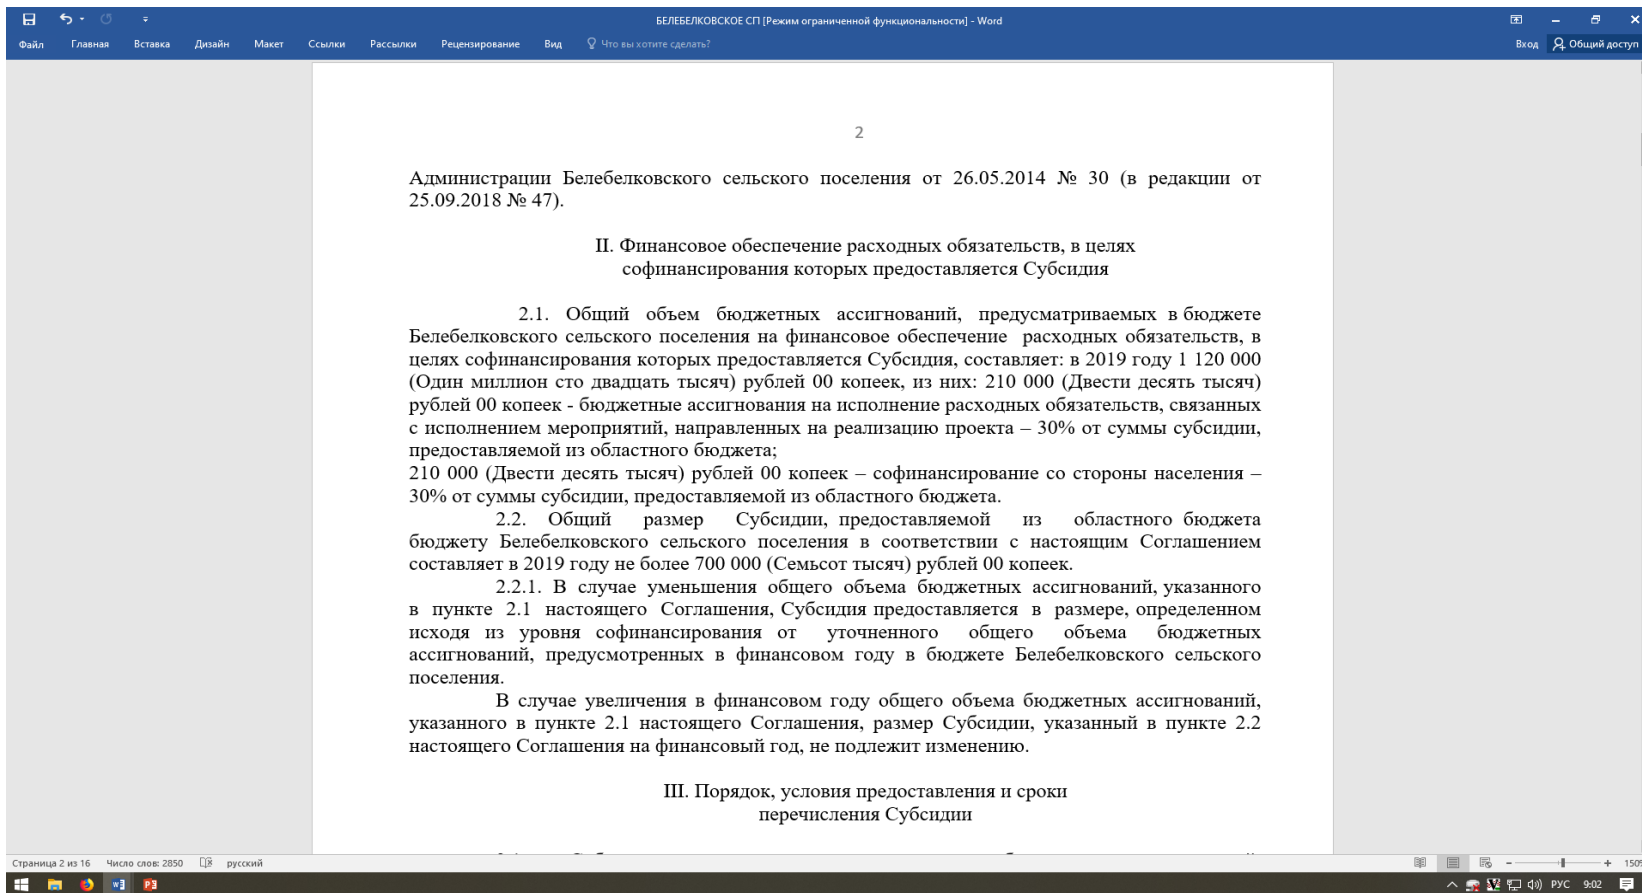 БЕЛЕБЕЛКОВСКОЕ СП [Режим ограниченной функциональности] - Word
Файл Главная Вставка Дизайн Макет Ссылки Рассылки Рецензирование Вид Что вы хотите сделать? Вход Общий доступ
2
Администрации Белебелковского сельского поселения от 26.05.2014 № 30 (в редакции от
25.09.2018 № 47).
II. Финансовое обеспечение расходных обязательств, в целях
софинансирования которых предоставляется Субсидия
2.1. Общий объем бюджетных ассигнований, предусматриваемых в бюджете
Белебелковского сельского поселения на финансовое обеспечение расходных обязательств, в
целях софинансирования которых предоставляется Субсидия, составляет: в 2019 году 1 120 000
(Один миллион сто двадцать тысяч) рублей 00 копеек, из них: 210 000 (Двести десять тысяч)
рублей 00 копеек - бюджетные ассигнования на исполнение расходных обязательств, связанных
с исполнением мероприятий, направленных на реализацию проекта – 30% от суммы субсидии,
предоставляемой из областного бюджета;
210 000 (Двести десять тысяч) рублей 00 копеек – софинансирование со стороны населения –
30% от суммы субсидии, предоставляемой из областного бюджета.
2.2. Общий размер Субсидии, предоставляемой из областного бюджета
бюджету Белебелковского сельского поселения в соответствии с настоящим Соглашением
составляет в 2019 году не более 700 000 (Семьсот тысяч) рублей 00 копеек.
2.2.1. В случае уменьшения общего объема бюджетных ассигнований, указанного
в пункте 2.1 настоящего Соглашения, Субсидия предоставляется в размере, определенном
исходя из уровня софинансирования от уточненного общего объема бюджетных
ассигнований, предусмотренных в финансовом году в бюджете Белебелковского сельского
поселения.
В случае увеличения в финансовом году общего объема бюджетных ассигнований,
указанного в пункте 2.1 настоящего Соглашения, размер Субсидии, указанный в пункте 2.2
настоящего Соглашения на финансовый год, не подлежит изменению.
III. Порядок, условия предоставления и сроки
перечисления Субсидии
Страница 2 из 16 Число слов: 2850 русский 150%
РУС 9:02